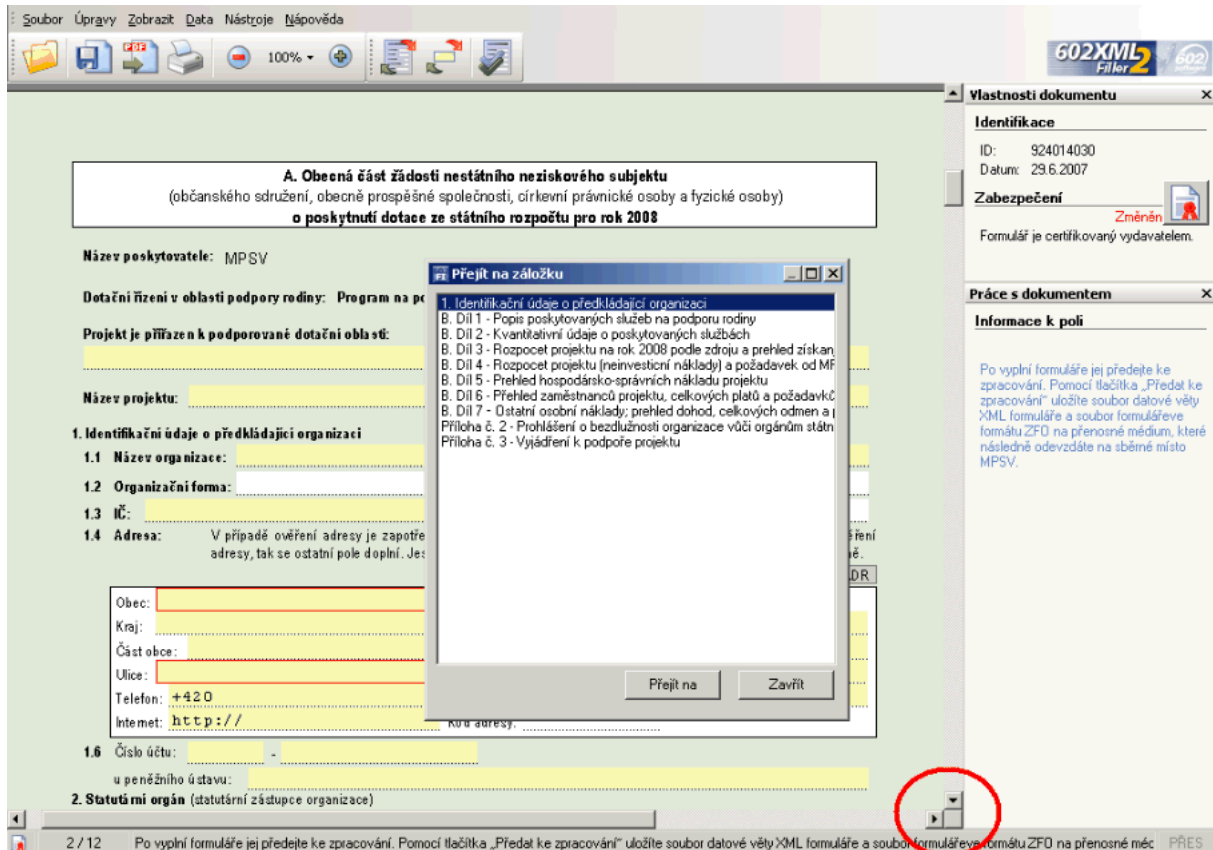 Soubor Úpravy Zobrazit Data Nástroje Nápověda
PDF
100%
602XML
Filler 2
602
software
Vlastnosti dokumentu
Identifikace
ID: 924014030
Datum: 29.6.2007
Zabezpečení
Změněn
Formulář je certifikovaný vydavatelem.
Práce s dokumentem
Informace k poli
Po vyplní formuláře jej předejte ke
zpracování. Pomocí tlačítka „Předat ke
zpracování“ uložíte soubor datové věty
XML formuláře a soubor formulářeve
formátu ZFO na přenosné médium, které
následně odevzdáte na sběrné místo
MPSV.
A. Obecná část žádosti nestátního neziskového subjektu
(občanského sdružení, obecně prospěšné společnosti, církevní právnické osoby a fyzické osoby)
o poskytnutí dotace ze státního rozpočtu pro rok 2008
Název poskytovatele: MPSV
Dotační řízení v oblasti podpory rodiny: Program na
Projekt je přiřazen k podporované dotační oblasti:
Název projektu:
1. Identifikační údaje o předkládající organizaci
1.1 Název organizace:
1.2 Organizační forma:
1.3 IČ:
1.4 Adresa: V případě ověření adresy je
adresy, tak se ostatní pole doplní.
Obec:
Kraj:
Část obce:
Ulice:
Telefon: +420
Internet: http://
Kód adresy:
1.6 Číslo účtu: -
u peněžního ústavu:
2. Statutární orgán (statutární zástupce organizace)
Přejít na záložku
1. Identifikační údaje o předkládající organizaci
B. Díl 1 - Popis poskytovaných služeb na podporu rodiny
B. Díl 2 - Kvantitativní údaje o poskytovaných službách
B. Díl 3 - Rozpocet projektu na rok 2008 podle zdroju a prehled získan
B. Díl 4 - Rozpocet projektu (neinvesticní náklady) a požadavek od MP
B. Díl 5 - Prehled hospodársko-správních nákladu projektu
B. Díl 6 - Přehled zaměstnanců projektu, celkových platů a požadavků
B. Díl 7 - Ostatní osobní náklady; prehled dohod, celkových odmen a p
Příloha č. 2 - Prohlášení o bezdlužnosti organizace vůči orgánům státn
Příloha č. 3 - Vyjádření k podpoře projektu
Přejít na Zavřít
2/12 Po vyplní formuláře jej předejte ke zpracování. Pomocí tlačítka „Předat ke zpracování“ uložíte soubor datové věty XML formuláře a soubor formulářeve formátu ZFO na přenosné méc PŘES